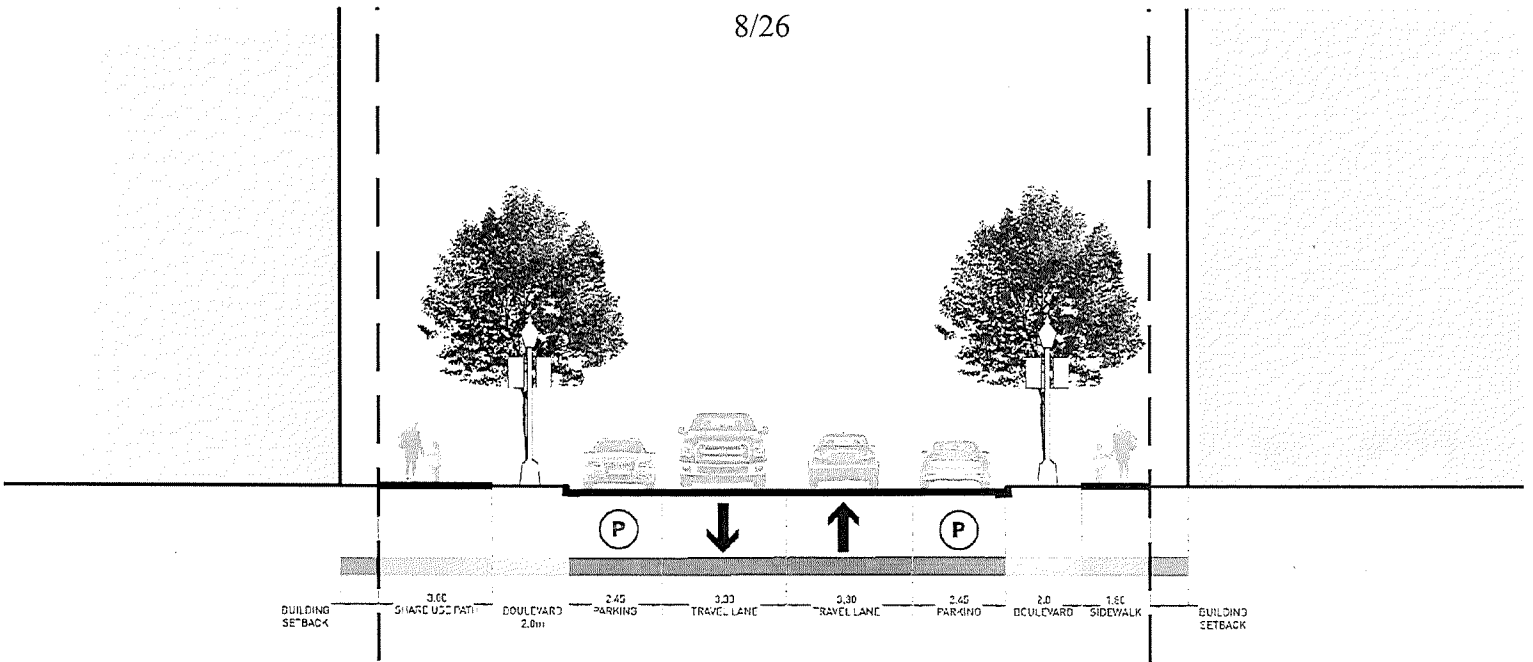 8/26
P
P
BUILDING
SETBACK
3.00
SHARE USE PATH
BOULEVARD
2.0m
2.45
PARKING
3.30
TRAVEL LANE
3.30
TRAVEL LANE
2.45
PARKING
2.0
BOULEVARD
1.80
SIDEWALK
BUILDING
SETBACK